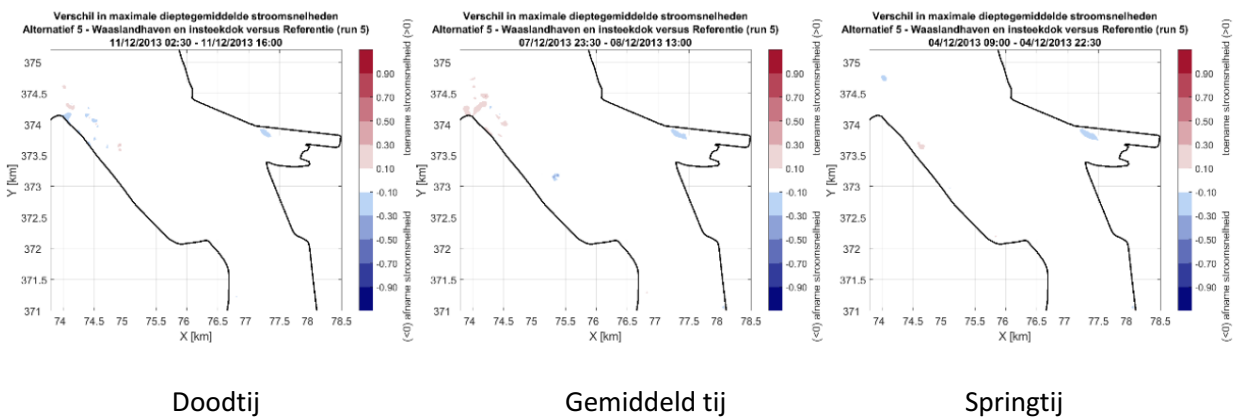 Verschil in maximale dieptegemiddelde stroomsnelheden
Alternatief 5 - Waaslandhaven en insteekdok versus Referentie (run 5)
11/12/2013 02:30 - 11/12/2013 16:00
375
374.5
374
373.5
373
372.5
372
371.5
371
Y [km]
74 74.5 75 75.5 76 76.5 77 77.5 78 78.5
X [km]
0.90
0.70
0.50
0.30
0.10
-0.10
-0.30
-0.50
-0.70
-0.90
(<0) afname stroomsnelheid toename stroomsnelheid (>0)
Verschil in maximale dieptegemiddelde stroomsnelheden
Alternatief 5 - Waaslandhaven en insteekdok versus Referentie (run 5)
07/12/2013 23:30 - 08/12/2013 13:00
375
374.5
374
373.5
373
372.5
372
371.5
371
Y [km]
74 74.5 75 75.5 76 76.5 77 77.5 78 78.5
X [km]
0.90
0.70
0.50
0.30
0.10
-0.10
-0.30
-0.50
-0.70
-0.90
(<0) afname stroomsnelheid toename stroomsnelheid (>0)
Verschil in maximale dieptegemiddelde stroomsnelheden
Alternatief 5 - Waaslandhaven en insteekdok versus Referentie (run 5)
04/12/2013 09:00 - 04/12/2013 22:30
375
374.5
374
373.5
373
372.5
372
371.5
371
Y [km]
74 74.5 75 75.5 76 76.5 77 77.5 78 78.5
X [km]
0.90
0.70
0.50
0.30
0.10
-0.10
-0.30
-0.50
-0.70
-0.90
(<0) afname stroomsnelheid toename stroomsnelheid (>0)
Doodtij
Gemiddeld tij
Springtij